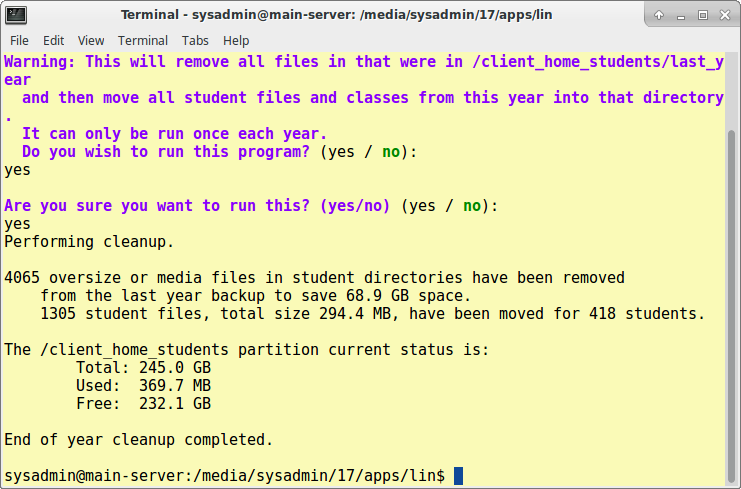 Terminal - sysadmin@main-server: /media/sysadmin/17/apps/lin
File Edit View Terminal Tabs Help
Warning: This will remove all files in that were in /client_home_students/last_y
ear
  and then move all student files and classes from this year into that directory
.
  It can only be run once each year.
  Do you wish to run this program? (yes / no):
yes

Are you sure you want to run this? (yes/no) (yes / no):
yes
Performing cleanup.

4065 oversize or media files in student directories have been removed
    from the last year backup to save 68.9 GB space.
    1305 student files, total size 294.4 MB, have been moved for 418 students.

The /client_home_students partition current status is:
        Total: 245.0 GB
        Used:  369.7 MB
        Free:  232.1 GB

End of year cleanup completed.

sysadmin@main-server:/media/sysadmin/17/apps/lin$